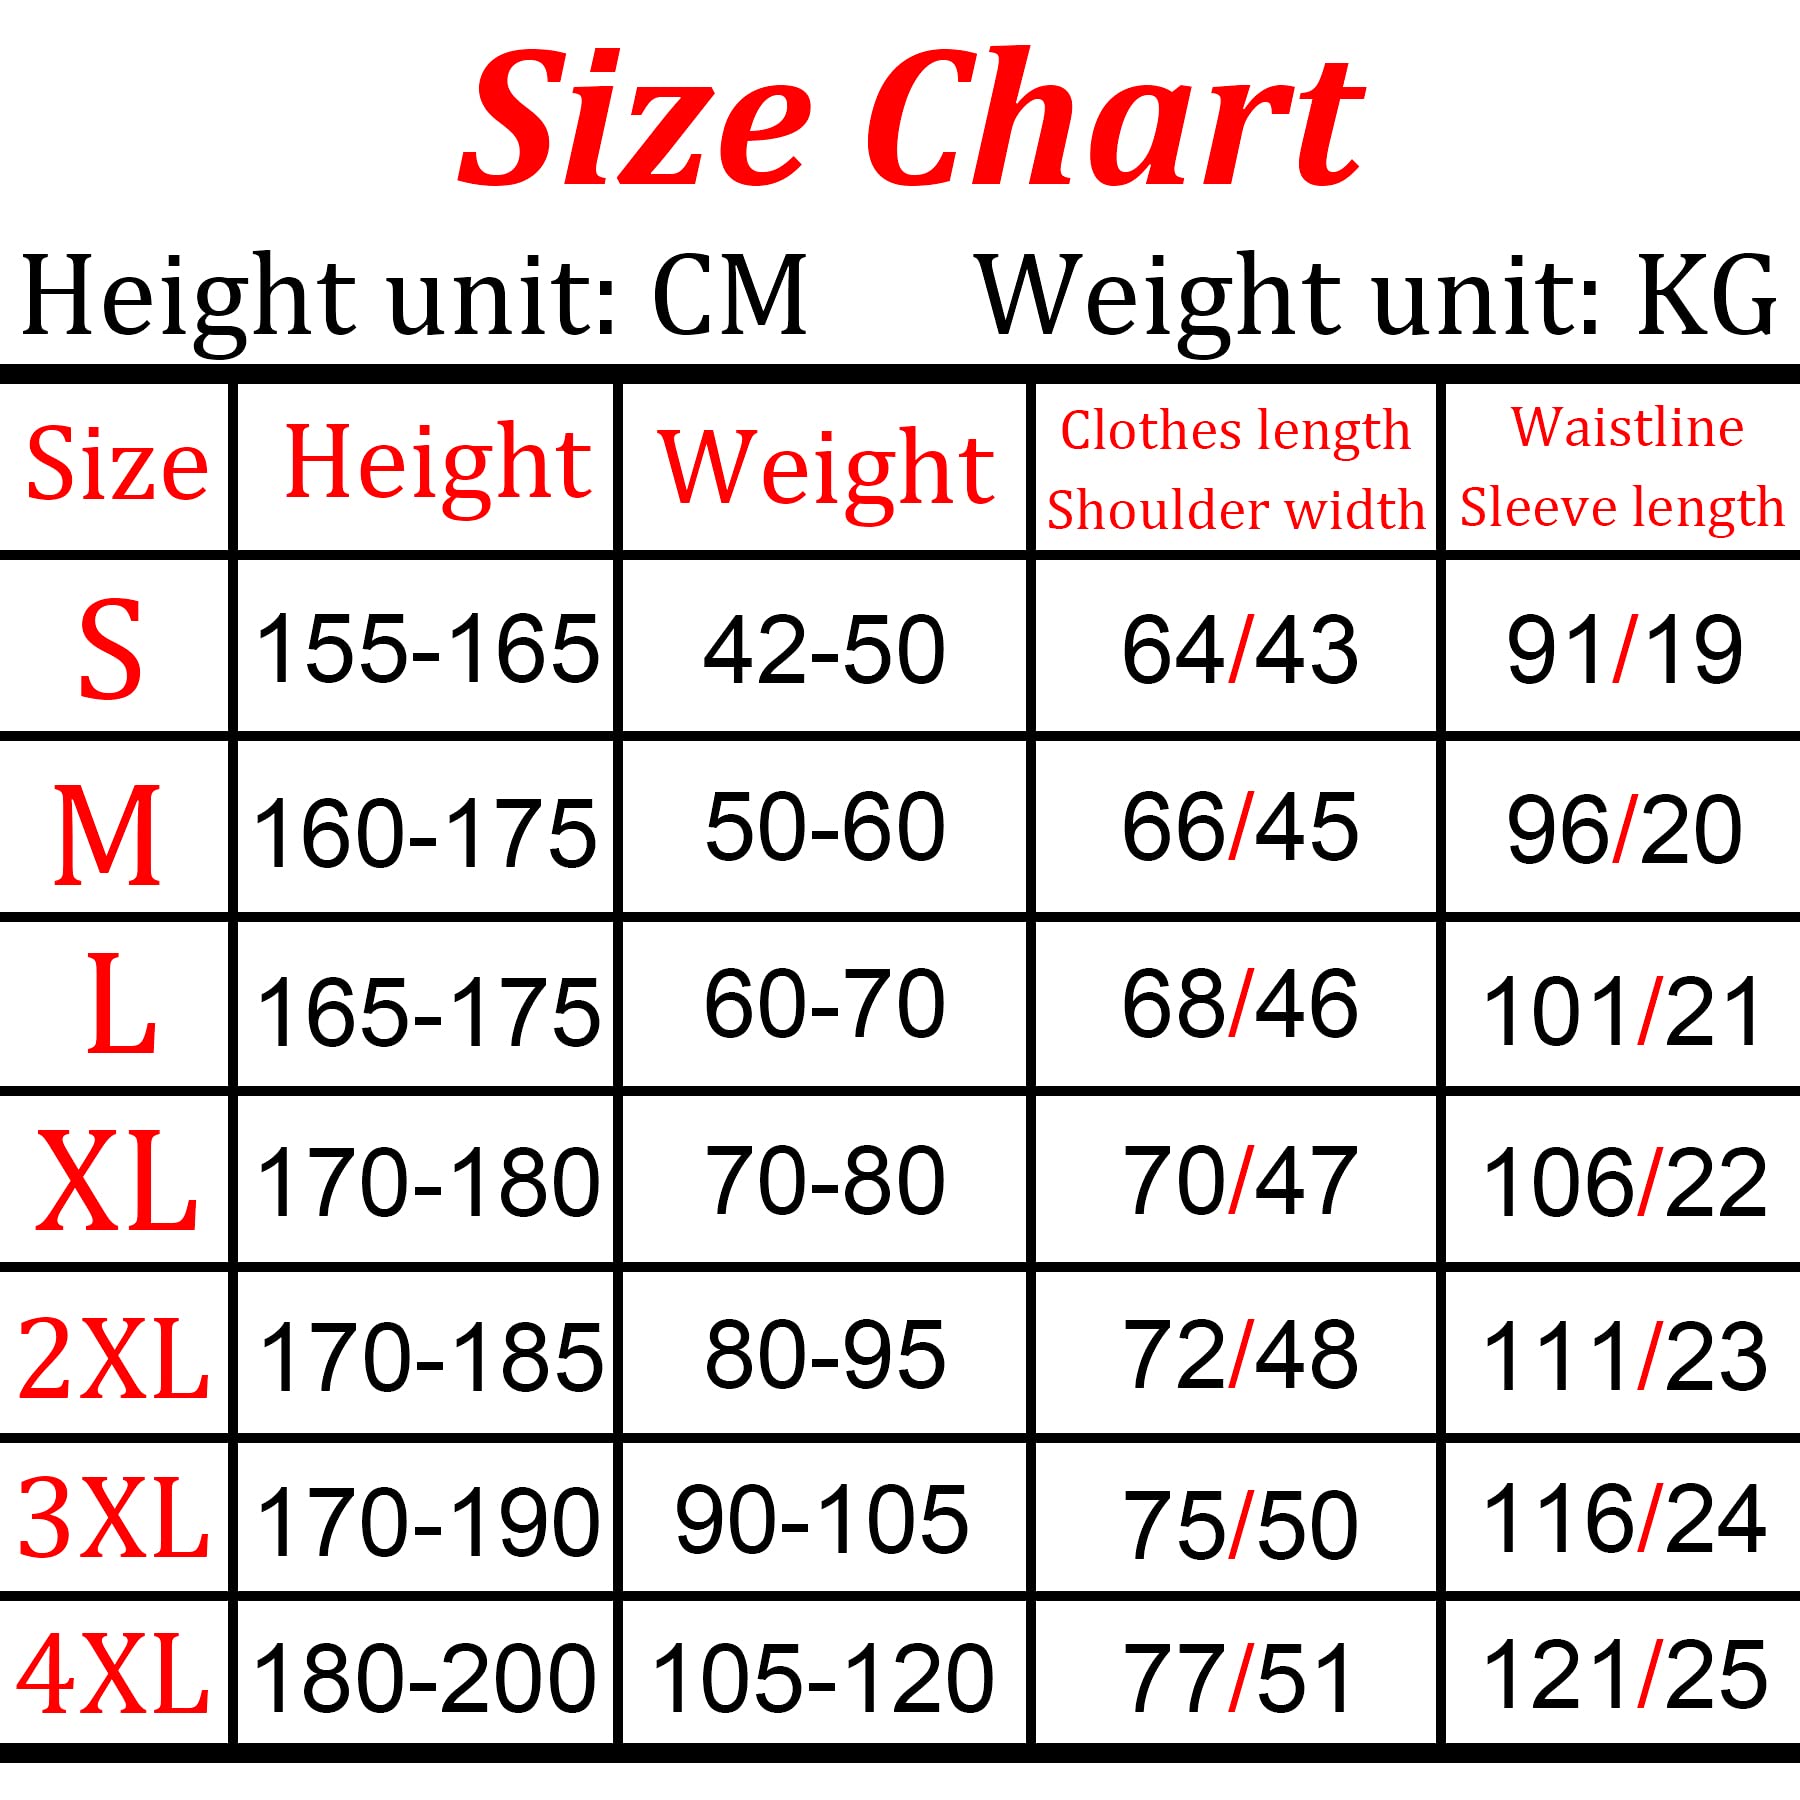 Size Chart
Height unit: CM Weight unit: KG
Size Height Weight Clothes length Shoulder width Waistline Sleeve length
S 155-165 42-50 64/43 91/19
M 160-175 50-60 66/45 96/20
L 165-175 60-70 68/46 101/21
XL 170-180 70-80 70/47 106/22
2XL 170-185 80-95 72/48 111/23
3XL 170-190 90-105 75/50 116/24
4XL 180-200 105-120 77/51 121/25